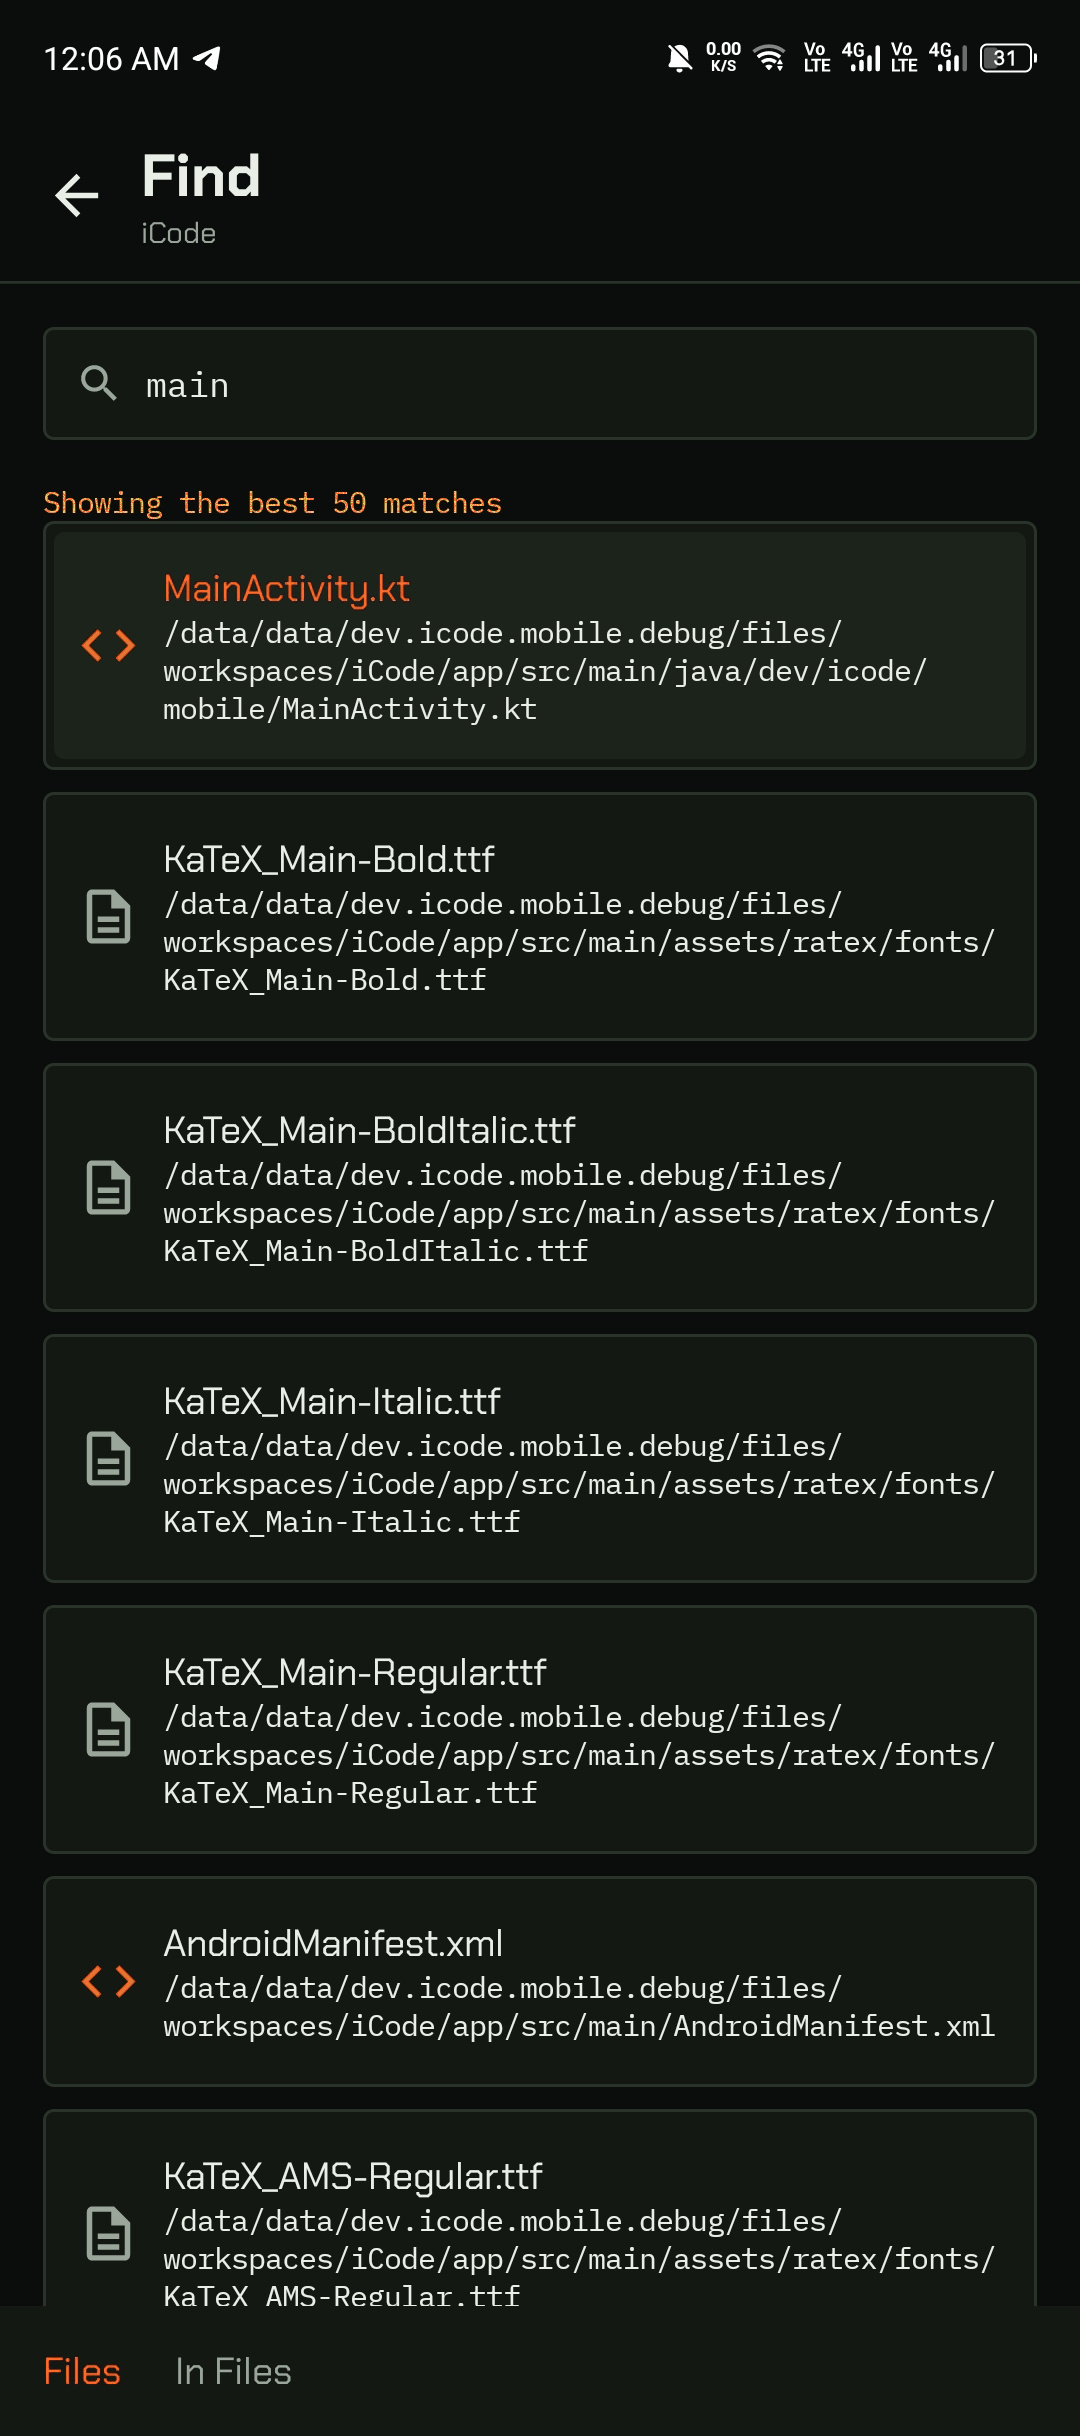 12:06 AM
0.00 K/S Vo LTE 4G Vo LTE 4G 31
Find
iCode
main
Showing the best 50 matches
MainActivity.kt
/data/data/dev.icode.mobile.debug/files/
workspaces/iCode/app/src/main/java/dev/icode/
mobile/MainActivity.kt
KaTeX_Main-Bold.ttf
/data/data/dev.icode.mobile.debug/files/
workspaces/iCode/app/src/main/assets/ratex/fonts/
KaTeX_Main-Bold.ttf
KaTeX_Main-BoldItalic.ttf
/data/data/dev.icode.mobile.debug/files/
workspaces/iCode/app/src/main/assets/ratex/fonts/
KaTeX_Main-BoldItalic.ttf
KaTeX_Main-Italic.ttf
/data/data/dev.icode.mobile.debug/files/
workspaces/iCode/app/src/main/assets/ratex/fonts/
KaTeX_Main-Italic.ttf
KaTeX_Main-Regular.ttf
/data/data/dev.icode.mobile.debug/files/
workspaces/iCode/app/src/main/assets/ratex/fonts/
KaTeX_Main-Regular.ttf
AndroidManifest.xml
/data/data/dev.icode.mobile.debug/files/
workspaces/iCode/app/src/main/AndroidManifest.xml
KaTeX_AMS-Regular.ttf
/data/data/dev.icode.mobile.debug/files/
workspaces/iCode/app/src/main/assets/ratex/fonts/
KaTeX_AMS-Regular.ttf
Files In Files